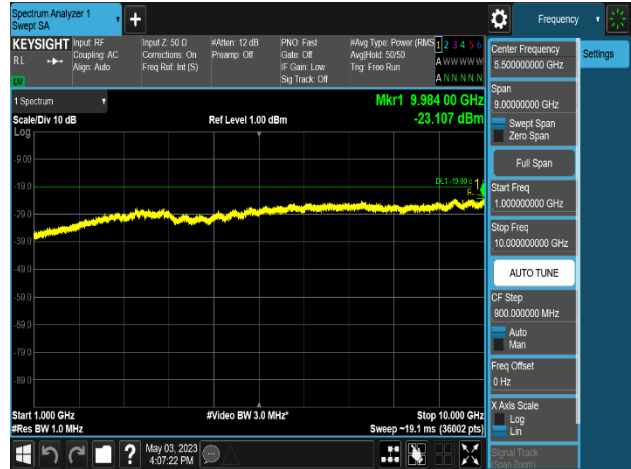 Spectrum Analyzer 1
Swept SA
+
Frequency
KEYSIGHT
Input: RF
Input Z: 50 Ω
#Atten: 12 dB
PNO: Fast
#Avg Type: Power (RMS
1 2 3 4 5 6
R L
Coupling: AC
Corrections: On
Preamp: Off
Gate: Off
Avg|Hold: 50/50
A W W W W W
Align: Auto
Freq Ref: Int (S)
IF Gain: Low
Trig: Free Run
Sig Track: Off
A N N N N N
LXI
1 Spectrum
Mkr1 9.984 00 GHz
Scale/Div 10 dB
Ref Level 1.00 dBm
-23.107 dBm
Log
-9.00
-19.0
DL1 -19.00
1
-29.0
-39.0
-49.0
-59.0
-69.0
-79.0
-89.0
Start 1.000 GHz
#Video BW 3.0 MHz*
Stop 10.000 GHz
#Res BW 1.0 MHz
Sweep ~19.1 ms (36002 pts)
May 03, 2023
4:07:22 PM
?
Center Frequency
5.500000000 GHz
Settings
Span
9.00000000 GHz
Swept Span
Zero Span
Full Span
Start Freq
1.000000000 GHz
Stop Freq
10.000000000 GHz
AUTO TUNE
CF Step
900.000000 MHz
Auto
Man
Freq Offset
0 Hz
X Axis Scale
Log
Lin
Signal Track
(Span Zoom)